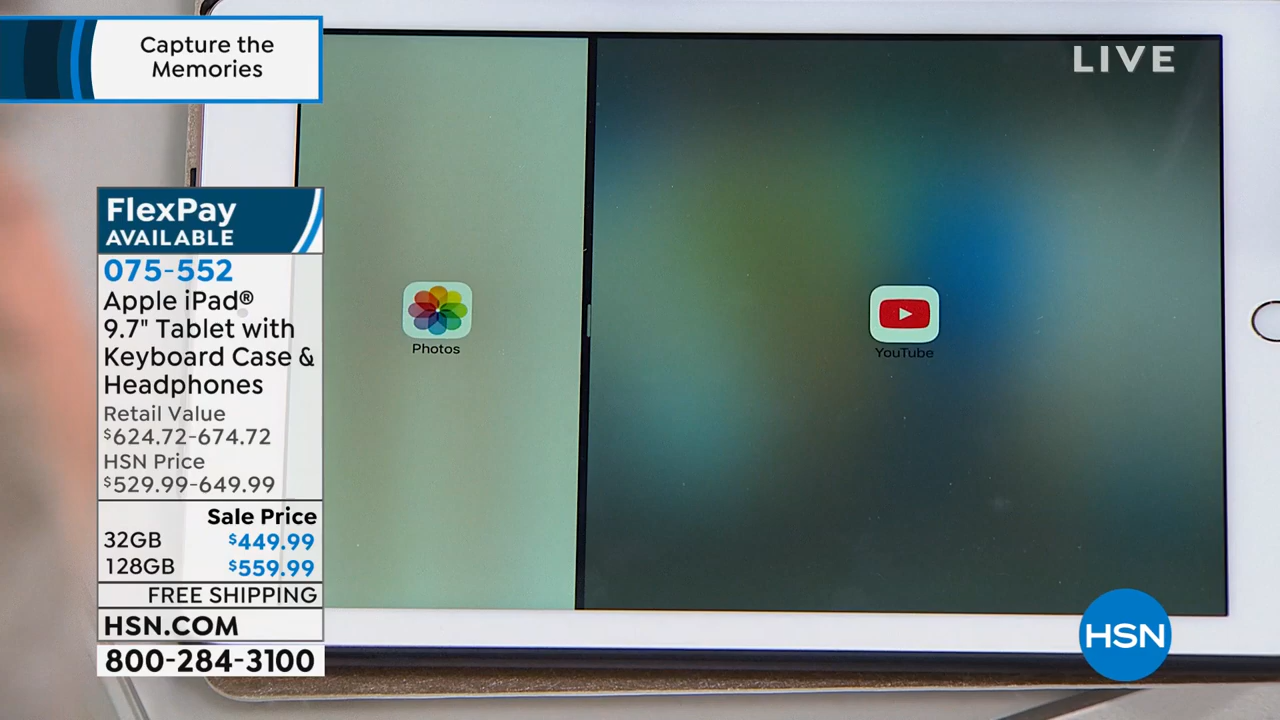 Capture the
Memories
LIVE
FlexPay
AVAILABLE
075-552
Apple iPad®
9.7" Tablet with
Keyboard Case &
Headphones
Retail Value
$624.72-674.72
HSN Price
$529.99-649.99
Sale Price
32GB $449.99
128GB $559.99
FREE SHIPPING
HSN.COM
800-284-3100
Photos
YouTube
HSN